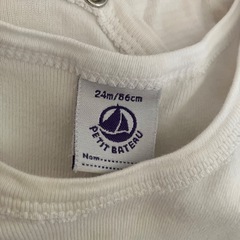 24m/86cm
PETIT BATEAU
Nom..........